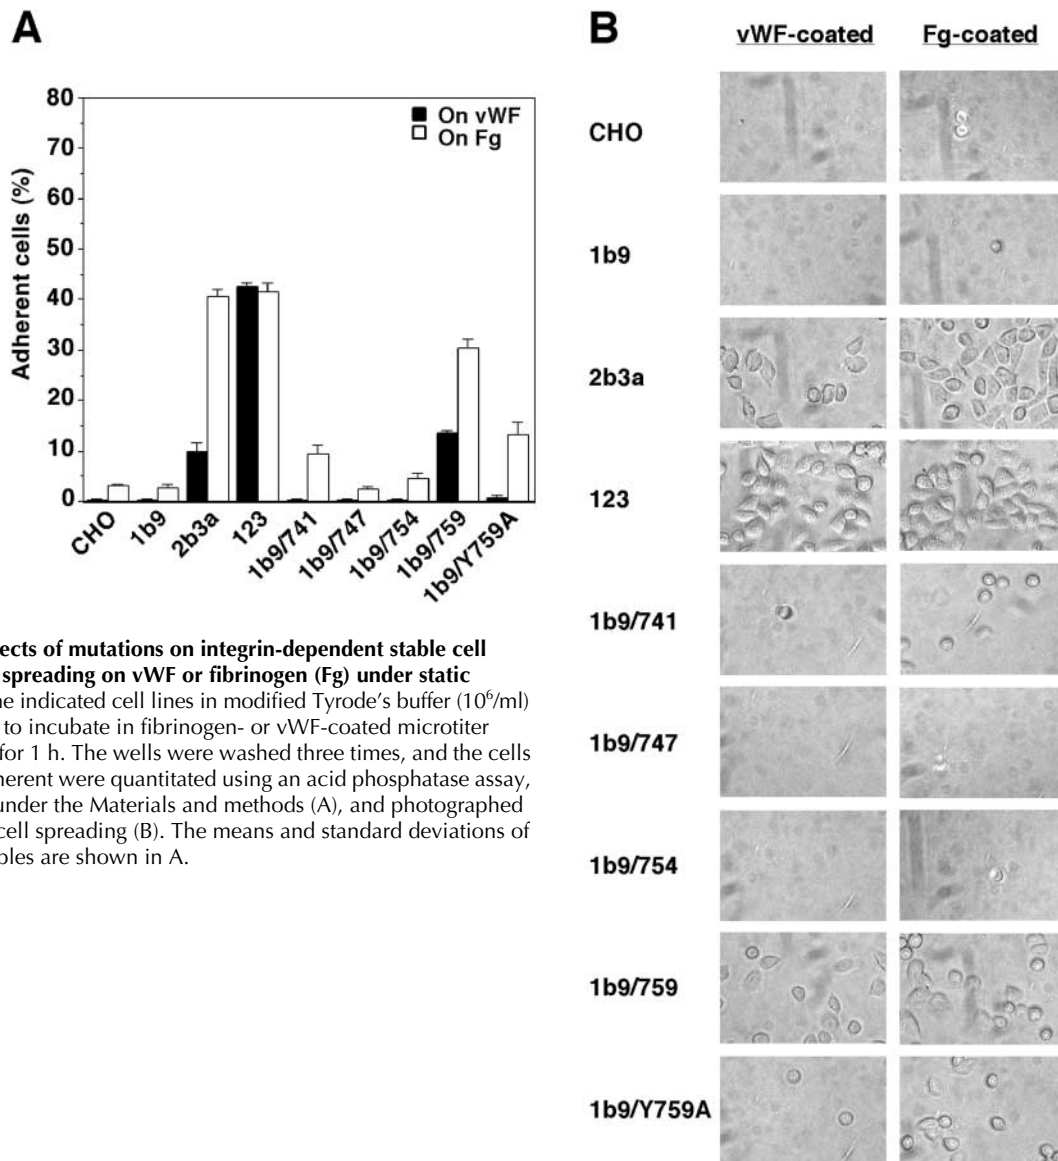 A
80
70
60
50
40
30
20
10
0
Adherent cells (%)
On vWF
On Fg
CHO
1b9
2b3a
123
1b9/741
1b9/747
1b9/754
1b9/759
1b9/Y759A
ects of mutations on integrin-dependent stable cell
spreading on vWF or fibrinogen (Fg) under static
ne indicated cell lines in modified Tyrode's buffer (10⁶/ml)
to incubate in fibrinogen- or vWF-coated microtiter
for 1 h. The wells were washed three times, and the cells
herent were quantitated using an acid phosphatase assay,
under the Materials and methods (A), and photographed
cell spreading (B). The means and standard deviations of
ples are shown in A.
B
vWF-coated Fg-coated
CHO
1b9
2b3a
123
1b9/741
1b9/747
1b9/754
1b9/759
1b9/Y759A